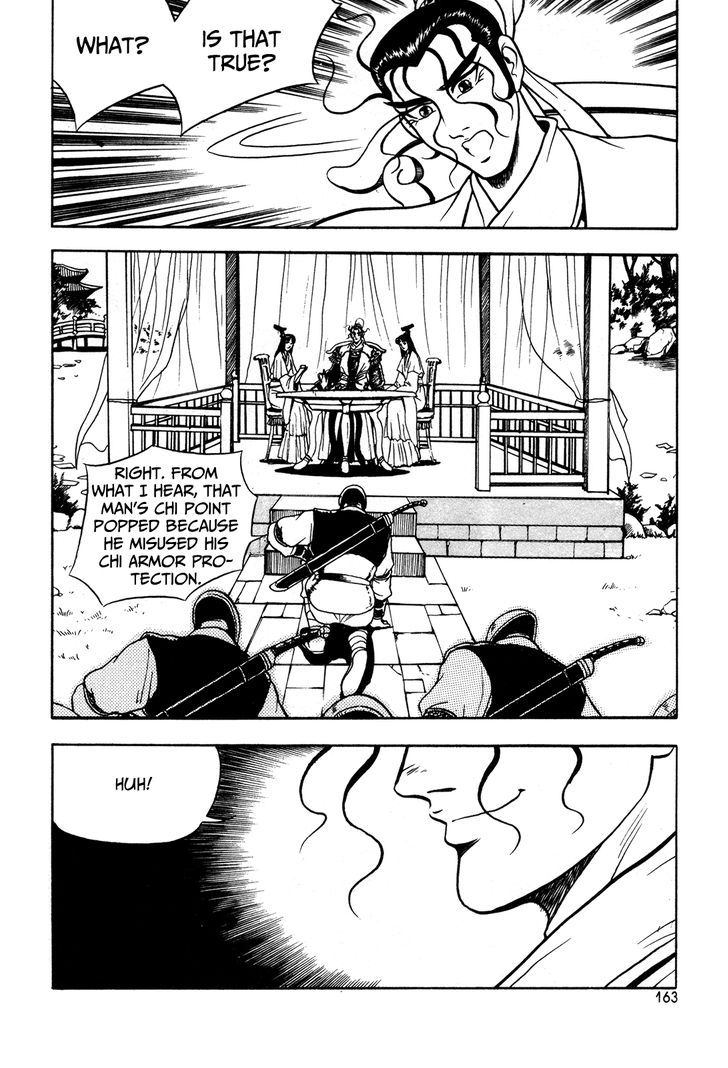 WHAT?
IS THAT
TRUE?
RIGHT. FROM
WHAT I HEAR, THAT
MAN'S CHI POINT
POPPED BECAUSE
HE MISUSED HIS
CHI ARMOR PRO-
TECTION.
HUH!
163